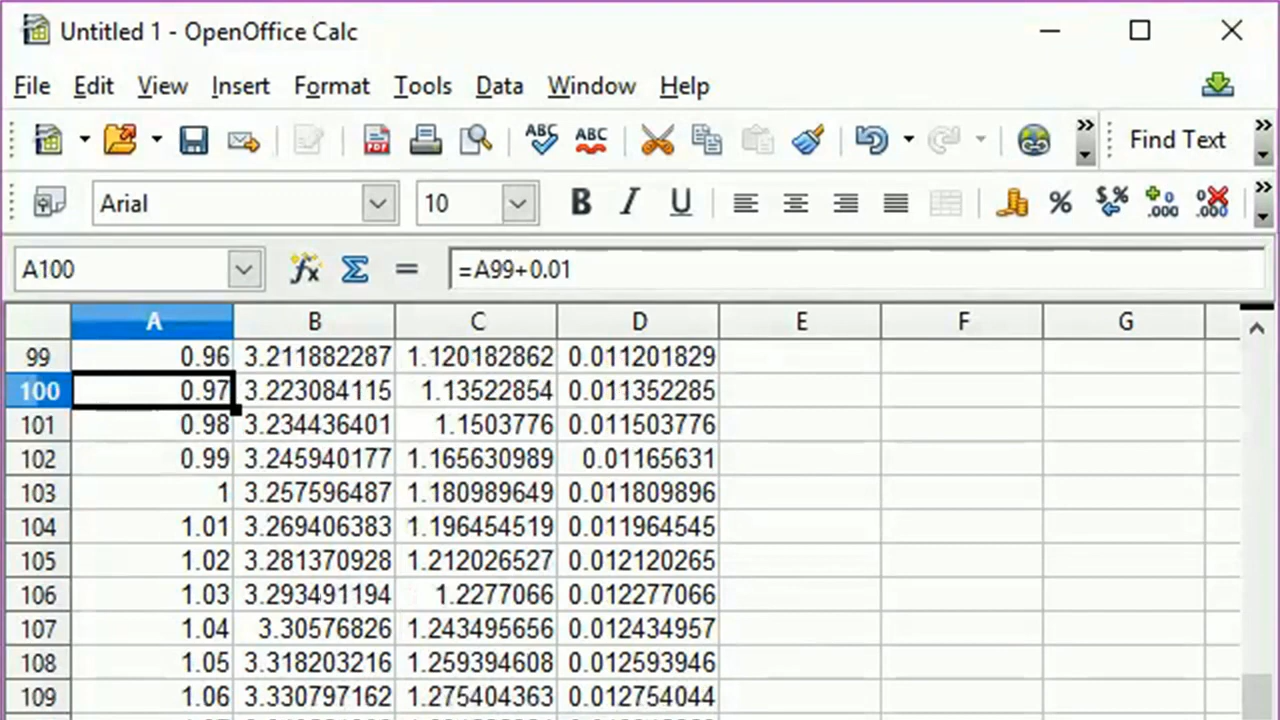 Untitled 1 - OpenOffice Calc
File Edit View Insert Format Tools Data Window Help
PDF ABC ABC Find Text
Arial 10 B I U % $% .000 .000
A100 fx Σ = =A99+0.01
A B C D E F G
99 0.96 3.211882287 1.120182862 0.011201829
100 0.97 3.223084115 1.13522854 0.011352285
101 0.98 3.234436401 1.1503776 0.011503776
102 0.99 3.245940177 1.165630989 0.01165631
103 1 3.257596487 1.180989649 0.011809896
104 1.01 3.269406383 1.196454519 0.011964545
105 1.02 3.281370928 1.212026527 0.012120265
106 1.03 3.293491194 1.2277066 0.012277066
107 1.04 3.30576826 1.243495656 0.012434957
108 1.05 3.318203216 1.259394608 0.012593946
109 1.06 3.330797162 1.275404363 0.012754044